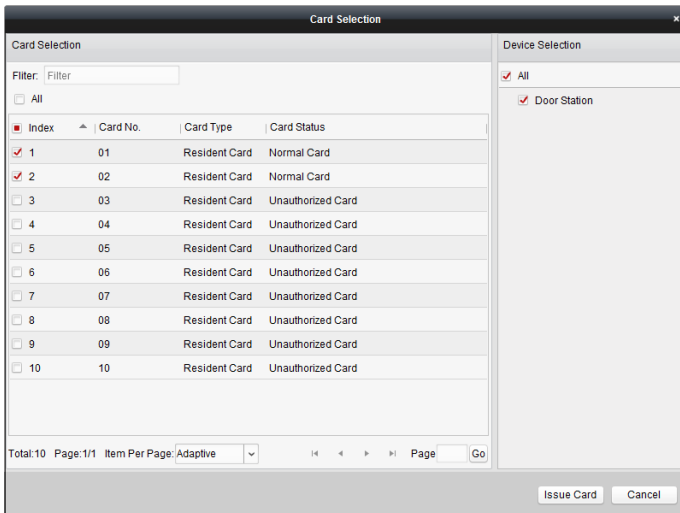 Card Selection
Card Selection
Device Selection
Fliter: Filter
All
All
Door Station
Index Card No. Card Type Card Status
1 01 Resident Card Normal Card
2 02 Resident Card Normal Card
3 03 Resident Card Unauthorized Card
4 04 Resident Card Unauthorized Card
5 05 Resident Card Unauthorized Card
6 06 Resident Card Unauthorized Card
7 07 Resident Card Unauthorized Card
8 08 Resident Card Unauthorized Card
9 09 Resident Card Unauthorized Card
10 10 Resident Card Unauthorized Card
Total:10 Page:1/1 Item Per Page: Adaptive Page Go
Issue Card Cancel